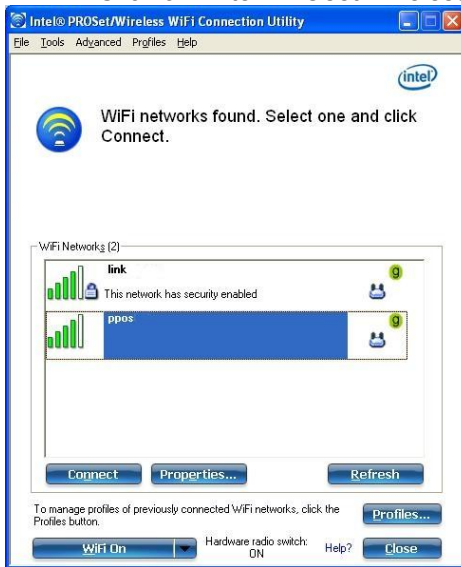 Intel® PROSet/Wireless WiFi Connection Utility
File Tools Advanced Profiles Help
intel
WiFi networks found. Select one and click
Connect.
WiFi Networks (2)
link
This network has security enabled
g
ppos
g
Connect Properties... Refresh
To manage profiles of previously connected WiFi networks, click the
Profiles button.
Profiles...
WiFi On
Hardware radio switch:
ON
Help? Close